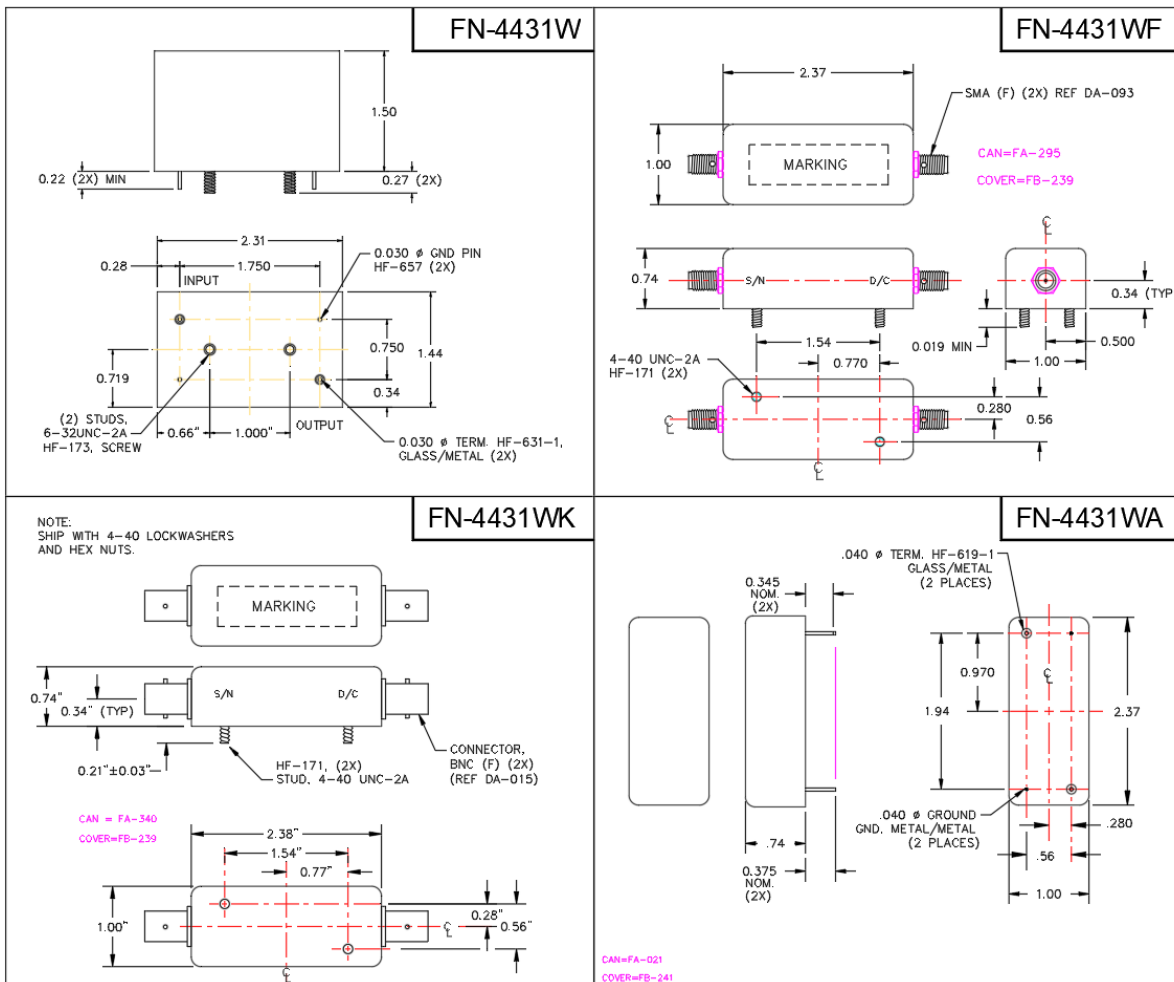 FN-4431W
1.50
0.22 (2X) MIN
0.27 (2X)
2.31
0.28
1.750
0.030 ø GND PIN
HF-657 (2X)
INPUT
0.750
1.44
0.719
0.34
(2) STUDS,
6-32UNC-2A
HF-173, SCREW
0.66"
1.000"
OUTPUT
0.030 ø TERM. HF-631-1,
GLASS/METAL (2X)
FN-4431WF
2.37
SMA (F) (2X) REF DA-093
1.00
MARKING
CAN=FA-295
COVER=FB-239
CL
0.74
S/N
D/C
0.34 (TYP
0.019 MIN
1.54
0.500
1.00
4-40 UNC-2A
HF-171 (2X)
0.770
0.280
0.56
CL
CL
FN-4431WK
NOTE:
SHIP WITH 4-40 LOCKWASHERS
AND HEX NUTS.
MARKING
0.74"
0.34" (TYP)
S/N
D/C
0.21"±0.03"
HF-171, (2X)
STUD, 4-40 UNC-2A
CONNECTOR,
BNC (F) (2X)
(REF DA-015)
CAN = FA-340
COVER=FB-239
2.38"
1.54"
0.77"
1.00"
0.28"
0.56"
CL
CL
FN-4431WA
.040 ø TERM. HF-619-1
GLASS/METAL
(2 PLACES)
0.345
NOM.
(2X)
0.970
CL
1.94
2.37
.040 ø GROUND
GND, METAL/METAL
(2 PLACES)
.280
.74
.56
0.375
NOM.
(2X)
1.00
CAN=FA-021
COVER=FB-241